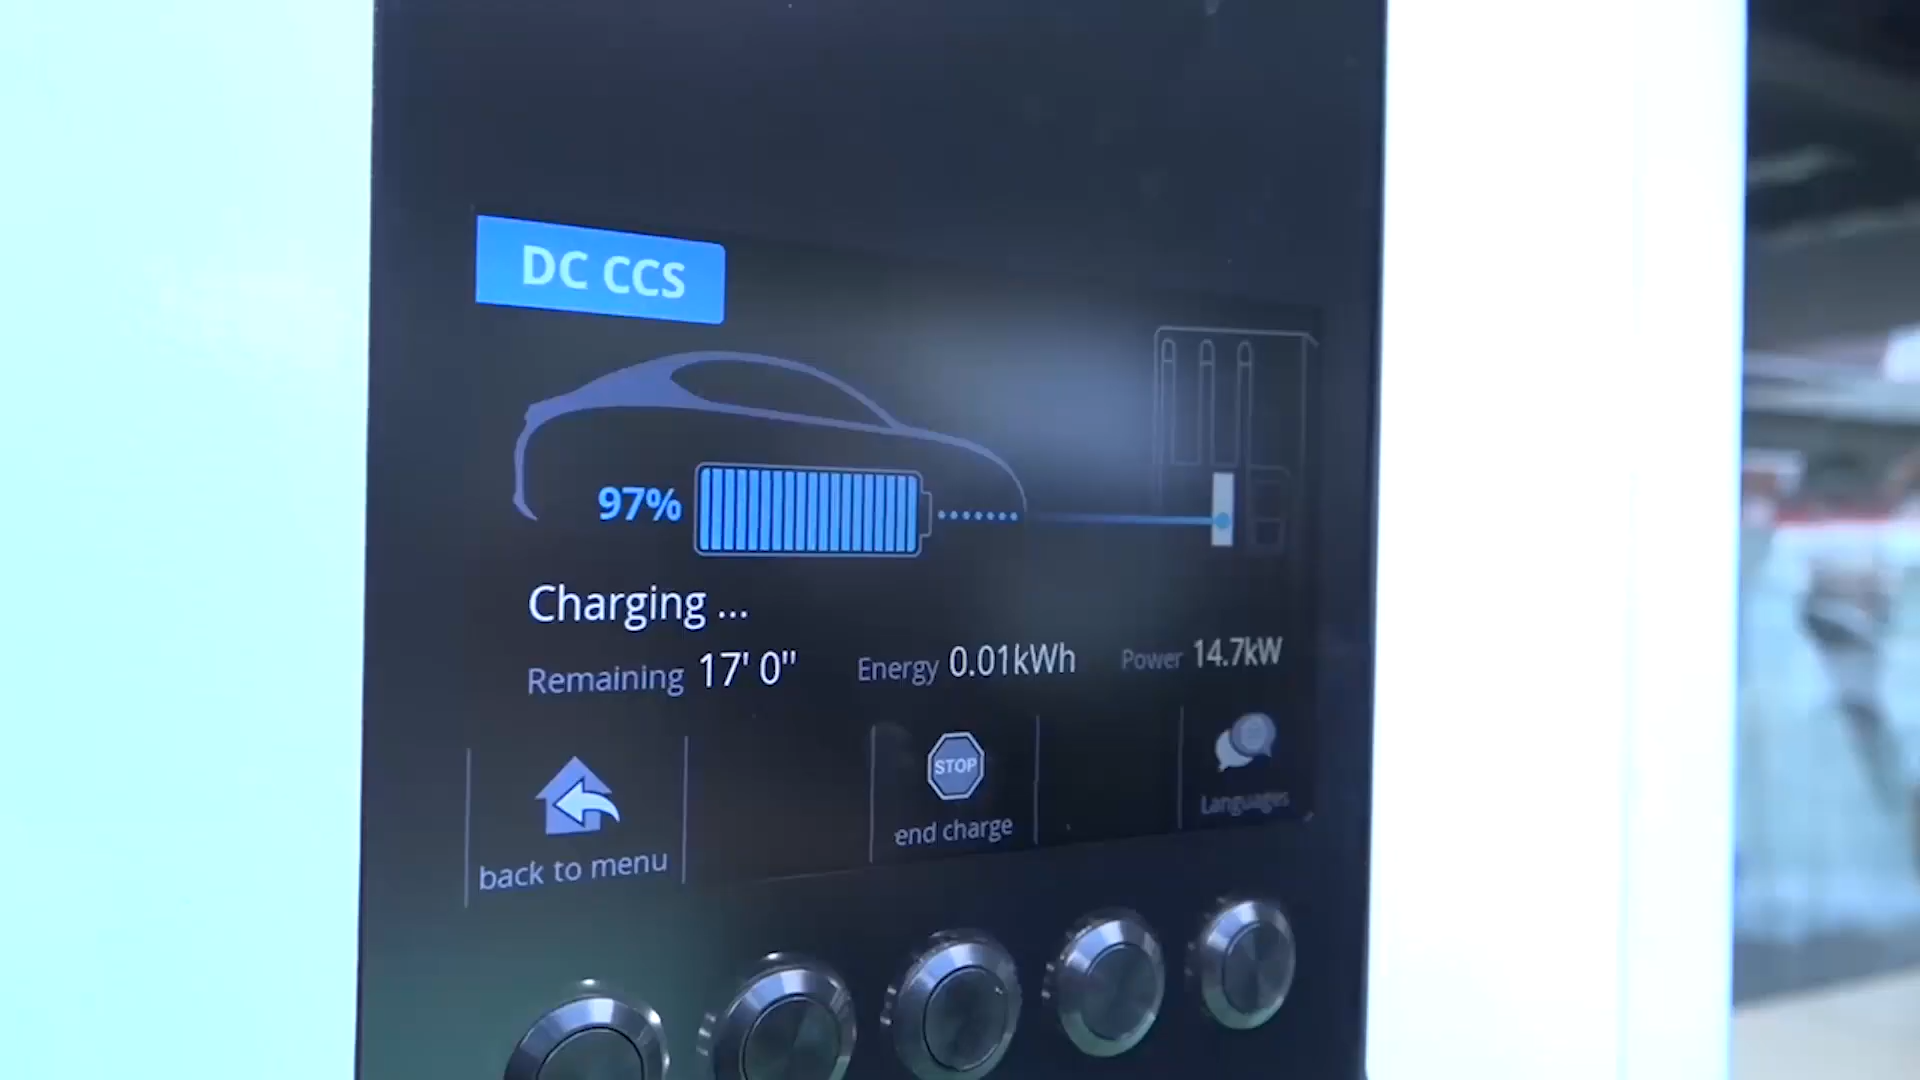 DC CCS
97%
Charging ...
Remaining 17' 0" Energy 0.01kWh Power 14.7kW
STOP
back to menu end charge Languages